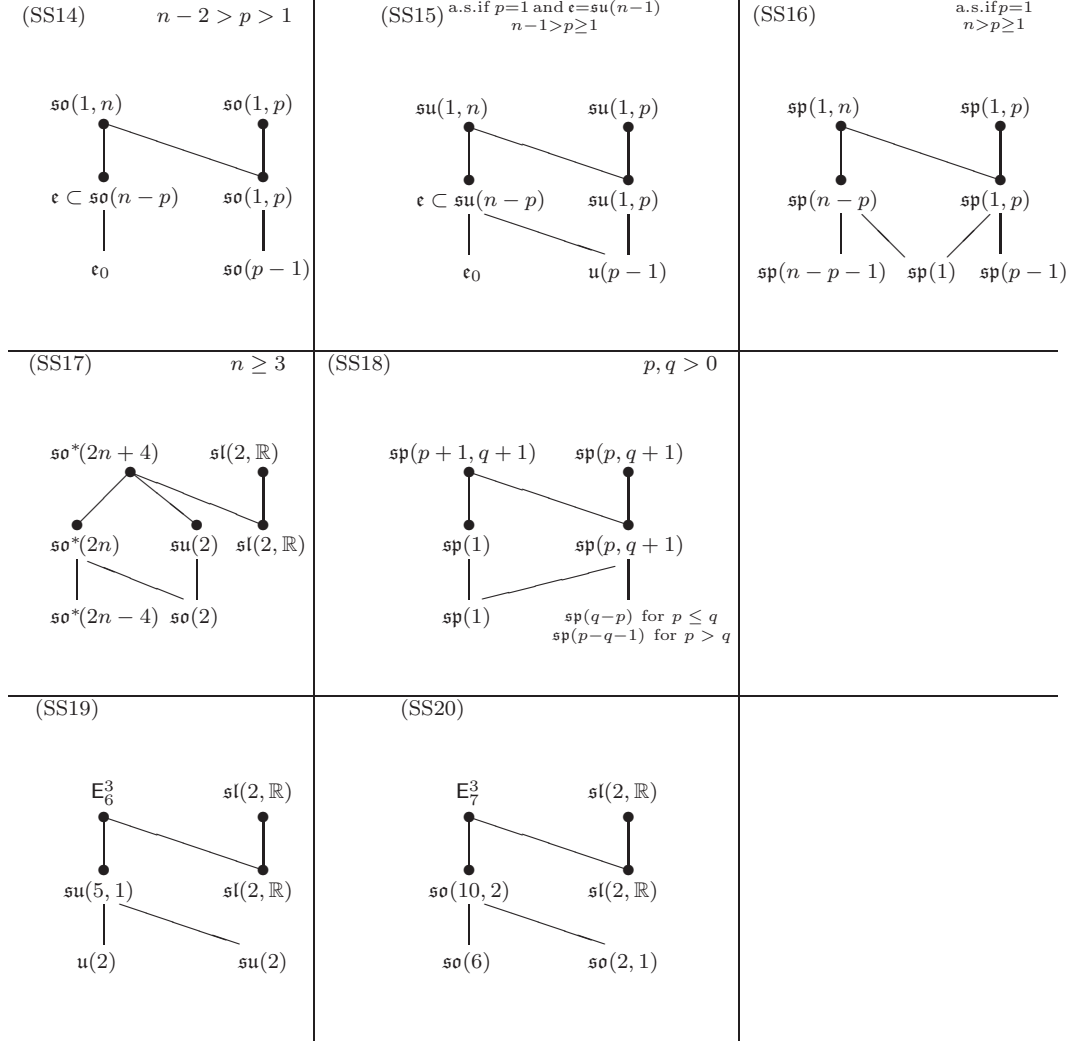 (SS14) n − 2 > p > 1
𝔰𝔬(1, n) 𝔰𝔬(1, p)
𝔢 ⊂ 𝔰𝔬(n − p) 𝔰𝔬(1, p)
𝔢₀ 𝔰𝔬(p − 1)
(SS15) a.s.if p=1 and 𝔢=𝔰𝔲(n−1)
n−1>p≥1
𝔰𝔲(1, n) 𝔰𝔲(1, p)
𝔢 ⊂ 𝔰𝔲(n − p) 𝔰𝔲(1, p)
𝔢₀ 𝔲(p − 1)
(SS16) a.s.if p=1
n>p≥1
𝔰𝔭(1, n) 𝔰𝔭(1, p)
𝔰𝔭(n − p) 𝔰𝔭(1, p)
𝔰𝔭(n − p − 1) 𝔰𝔭(1) 𝔰𝔭(p − 1)
(SS17) n ≥ 3
𝔰𝔬*(2n + 4) 𝔰𝔩(2, ℝ)
𝔰𝔬*(2n) 𝔰𝔲(2) 𝔰𝔩(2, ℝ)
𝔰𝔬*(2n − 4) 𝔰𝔬(2)
(SS18) p, q > 0
𝔰𝔭(p + 1, q + 1) 𝔰𝔭(p, q + 1)
𝔰𝔭(1) 𝔰𝔭(p, q + 1)
𝔰𝔭(1) 𝔰𝔭(q−p) for p ≤ q
𝔰𝔭(p−q−1) for p > q
(SS19)
E₆³ 𝔰𝔩(2, ℝ)
𝔰𝔲(5, 1) 𝔰𝔩(2, ℝ)
𝔲(2) 𝔰𝔲(2)
(SS20)
E₇³ 𝔰𝔩(2, ℝ)
𝔰𝔬(10, 2) 𝔰𝔩(2, ℝ)
𝔰𝔬(6) 𝔰𝔬(2, 1)